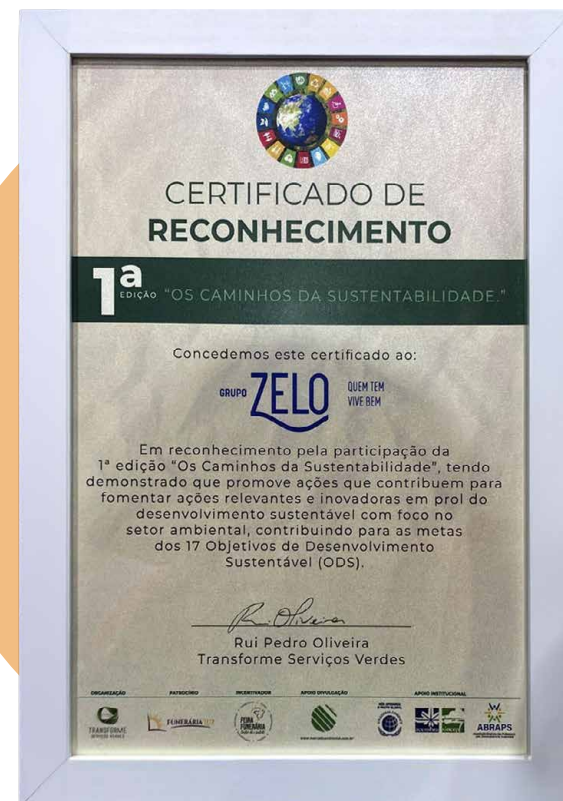 CERTIFICADO DE
RECONHECIMENTO
1ª EDIÇÃO "OS CAMINHOS DA SUSTENTABILIDADE."
Concedemos este certificado ao:
GRUPO ZELO QUEM TEM
VIVE BEM
Em reconhecimento pela participação da
1ª edição "Os Caminhos da Sustentabilidade", tendo
demonstrado que promove ações que contribuem para
fomentar ações relevantes e inovadoras em prol do
desenvolvimento sustentável com foco no
setor ambiental, contribuindo para as metas
dos 17 Objetivos de Desenvolvimento
Sustentável (ODS).
Rui Oliveira
Rui Pedro Oliveira
Transforme Serviços Verdes
ORGANIZAÇÃO PATROCÍNIO INCENTIVADOR APOIO DIVULGAÇÃO APOIO INSTITUCIONAL
TRANSFORME
SERVIÇOS VERDES
FUNERÁRIA
FEIRA
FUNERÁRIA
ABRAPS